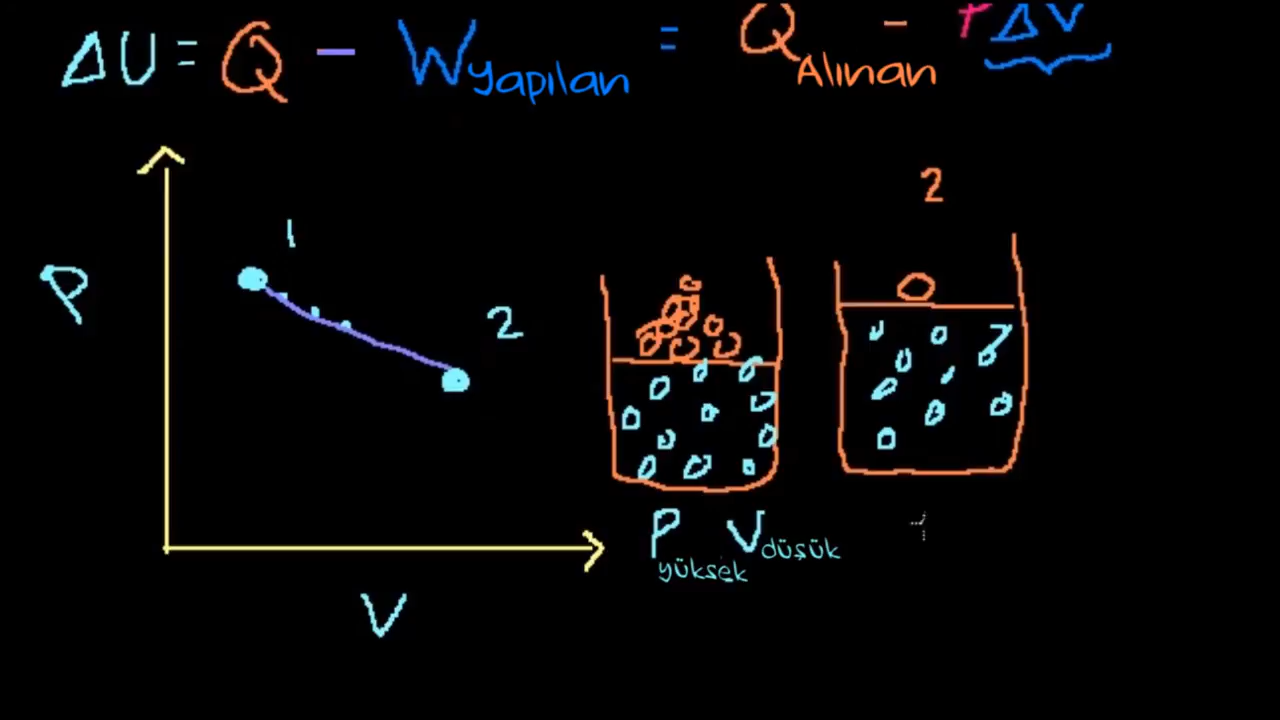 ΔU = Q - W yapılan = Q Alınan - PΔV
2
1
P
2
P yüksek V düşük
V